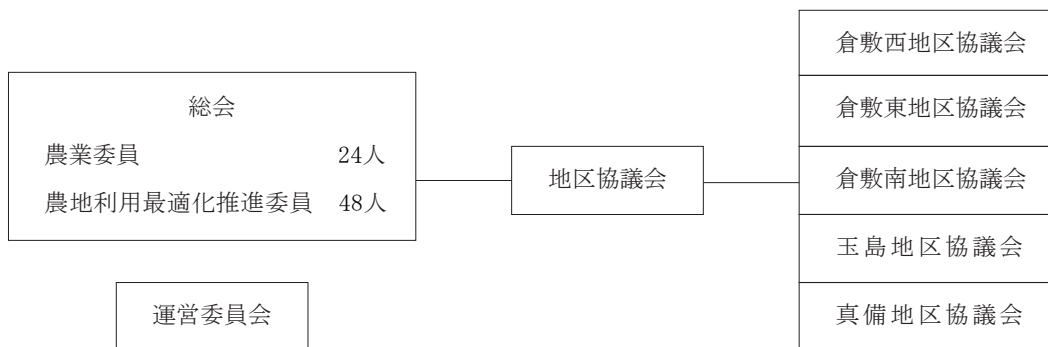 総会
農業委員 24人
農地利用最適化推進委員 48人
運営委員会
地区協議会
倉敷西地区協議会
倉敷東地区協議会
倉敷南地区協議会
玉島地区協議会
真備地区協議会